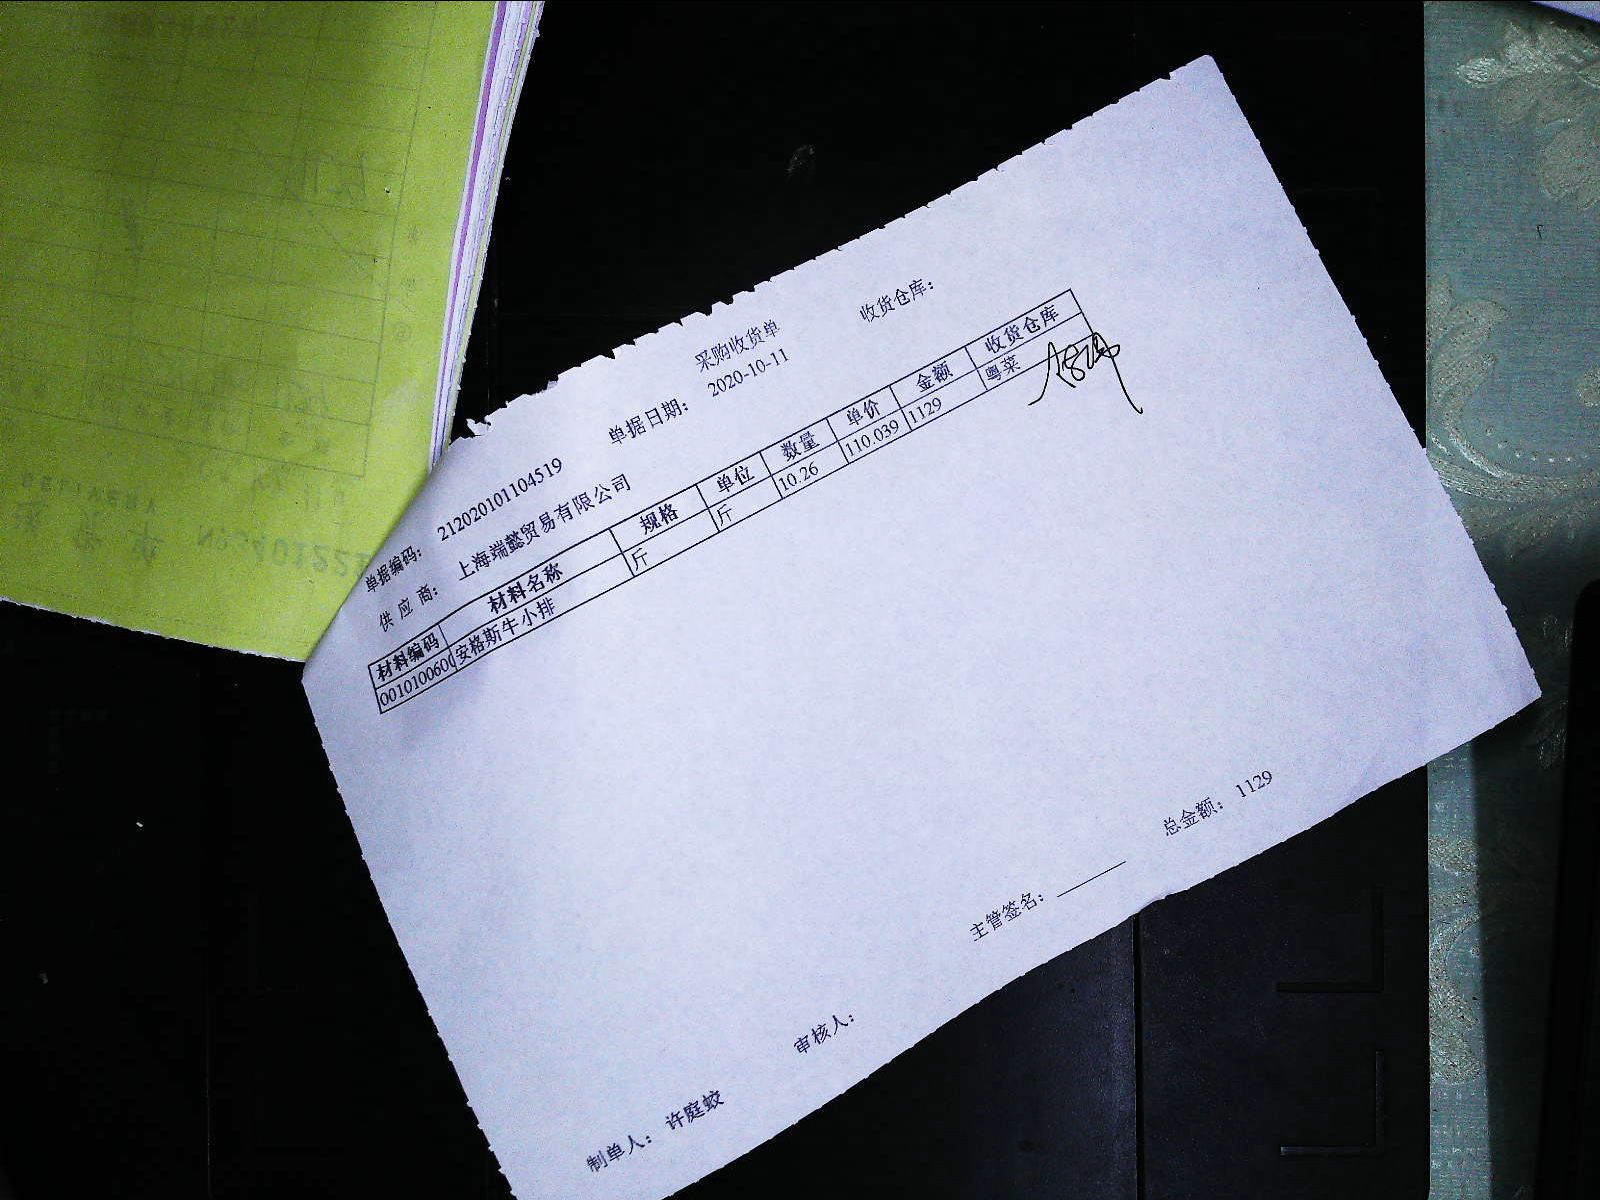 采购收货单
收货仓库：
单据日期： 2020-10-11
单据编码： 212020101104519
供 应 商： 上海端懿贸易有限公司
材料编码 材料名称 规格 单位 数量 单价 金额 收货仓库
001010060 安格斯牛小排 斤 斤 10.26 110.039 1129 粤菜
主管签名： 总金额： 1129
制单人： 许庭蛟 审核人：
DELIVERY